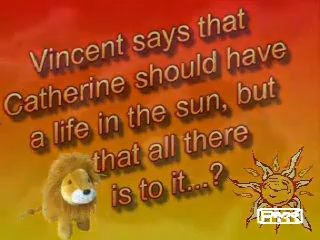 Vincent says that
Catherine should have
a life in the sun, but
that all there
is to it...?